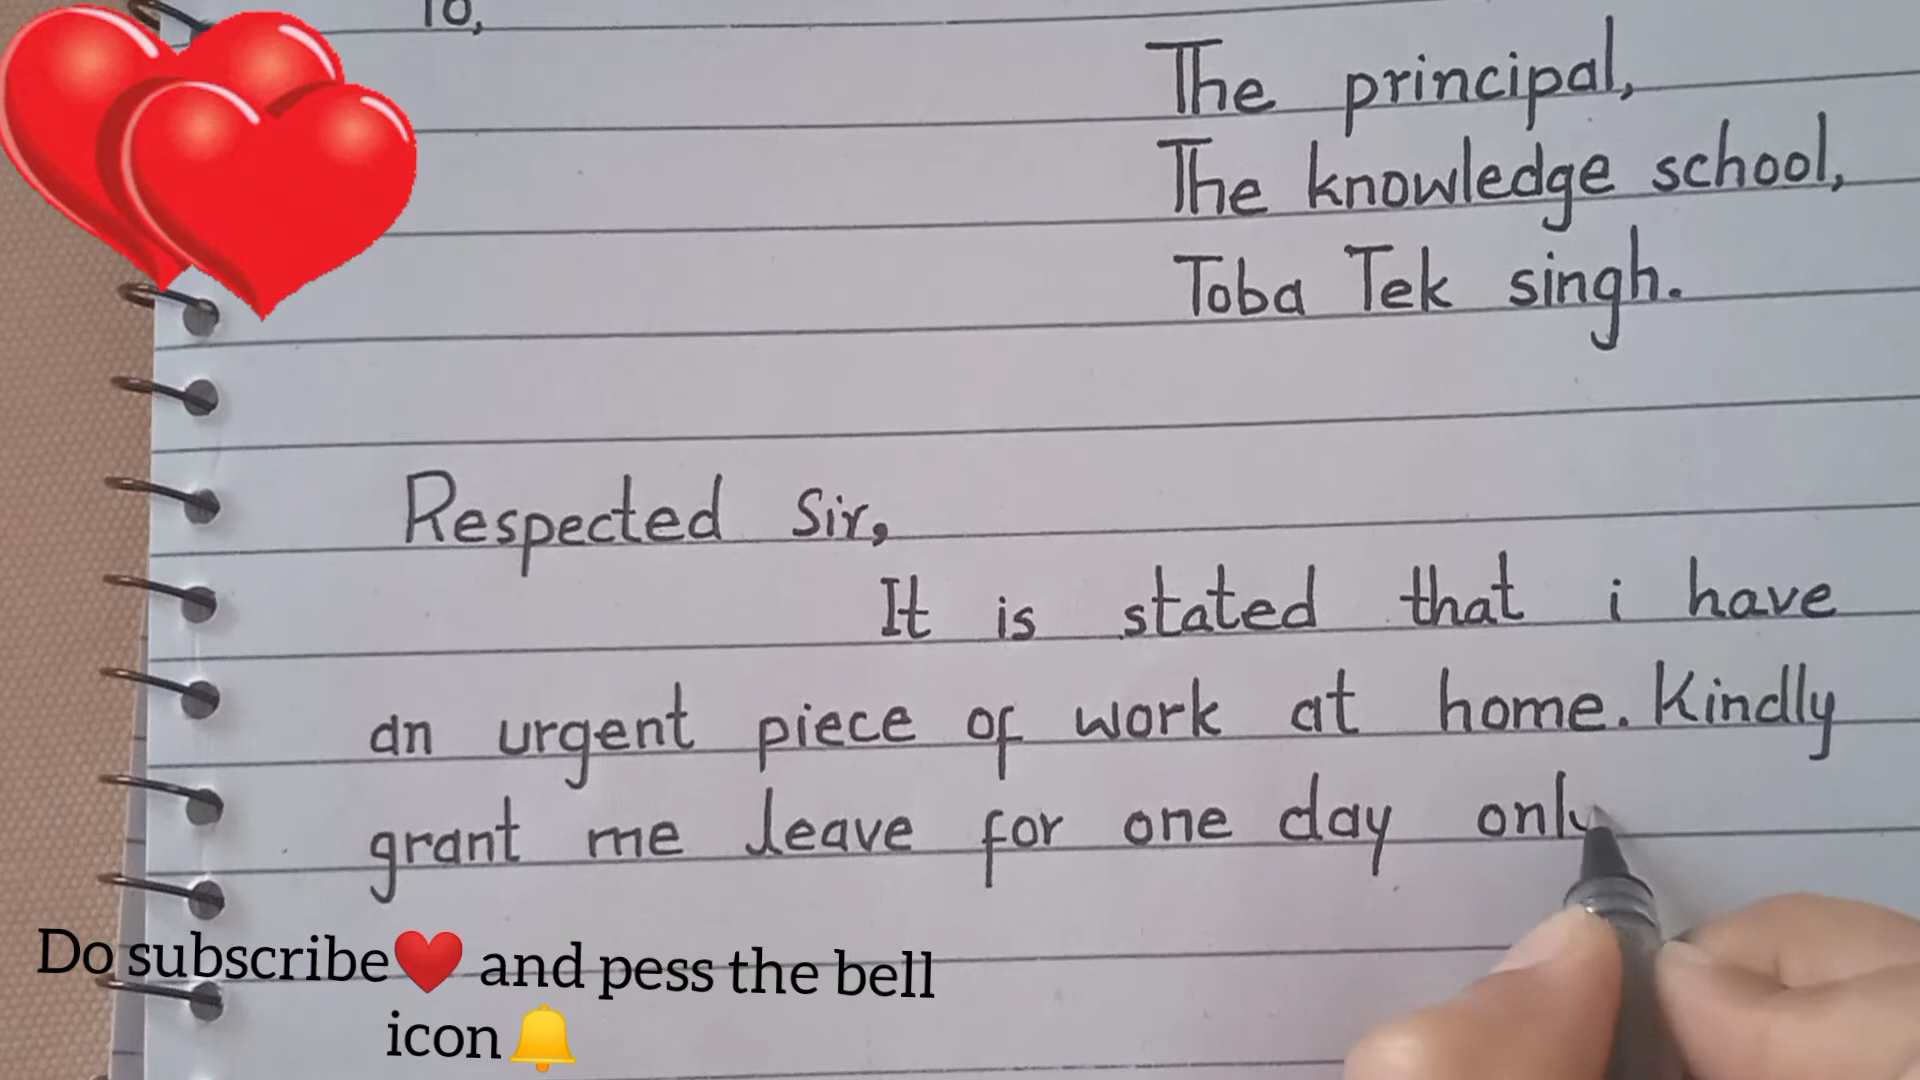 To,
The principal,
The knowledge school,
Toba Tek singh.
Respected Sir,
It is stated that i have
an urgent piece of work at home. Kindly
grant me leave for one day only
Do subscribe❤️ and pess the bell
icon🔔